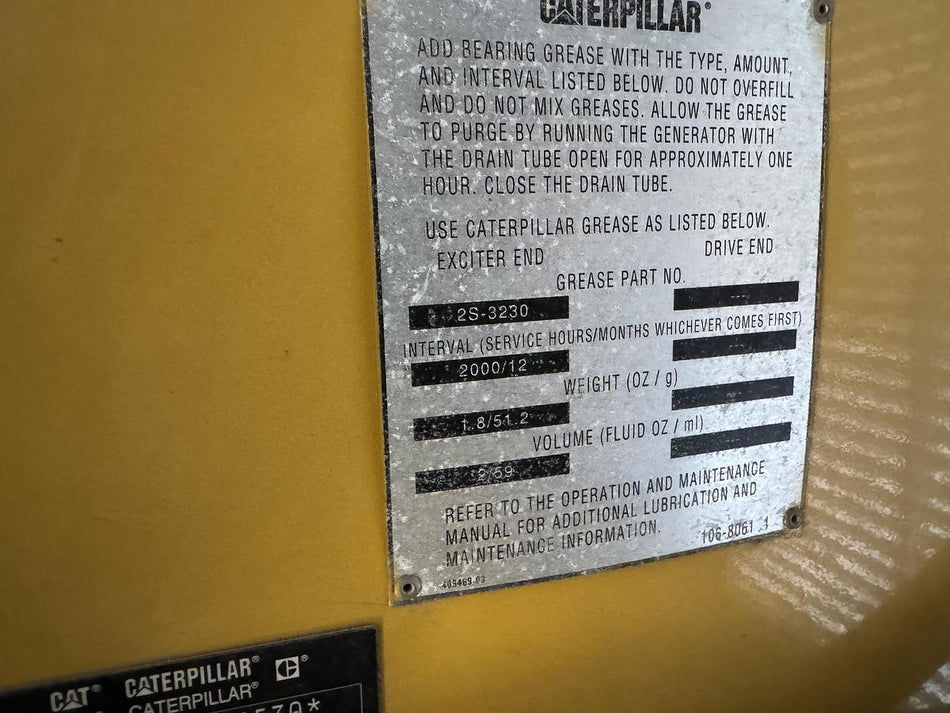 CATERPILLAR®
ADD BEARING GREASE WITH THE TYPE, AMOUNT,
AND INTERVAL LISTED BELOW. DO NOT OVERFILL
AND DO NOT MIX GREASES. ALLOW THE GREASE
TO PURGE BY RUNNING THE GENERATOR WITH
THE DRAIN TUBE OPEN FOR APPROXIMATELY ONE
HOUR. CLOSE THE DRAIN TUBE.
USE CATERPILLAR GREASE AS LISTED BELOW.
EXCITER END DRIVE END
GREASE PART NO.
2S-3230 --
INTERVAL (SERVICE HOURS/MONTHS WHICHEVER COMES FIRST)
2000/12
WEIGHT (OZ / g)
1.8/51.2
VOLUME (FLUID OZ / ml)
2/59
REFER TO THE OPERATION AND MAINTENANCE
MANUAL FOR ADDITIONAL LUBRICATION AND
MAINTENANCE INFORMATION. 106-8061 1
CAT® CATERPILLAR®
CATERPILLAR®